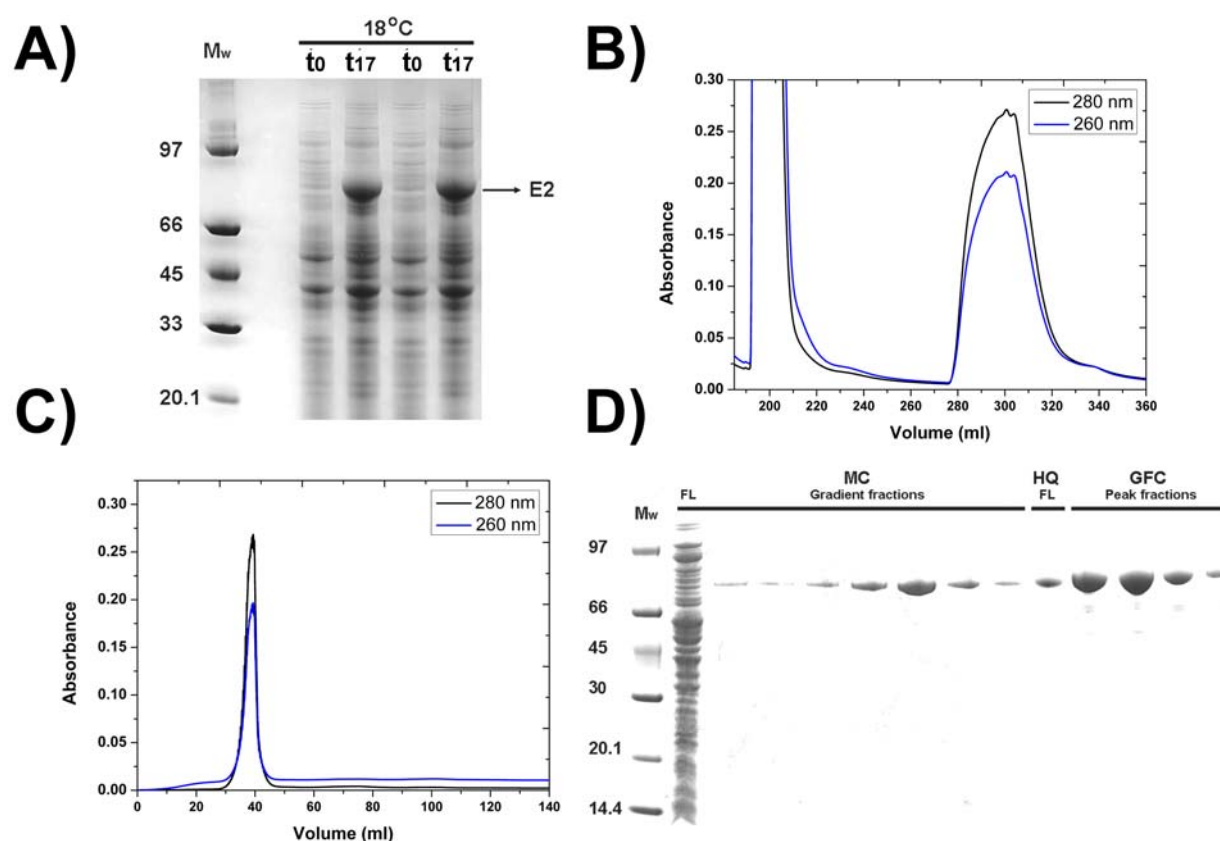 A)
18°C
Mw t0 t17 t0 t17
97
66
45
33
20.1
E2
B)
0.30
0.25
0.20
0.15
0.10
0.05
0.00
Absorbance
280 nm
260 nm
200 220 240 260 280 300 320 340 360
Volume (ml)
C)
0.30
0.25
0.20
0.15
0.10
0.05
0.00
Absorbance
280 nm
260 nm
0 20 40 60 80 100 120 140
Volume (ml)
D)
MC HQ GFC
FL Gradient fractions FL Peak fractions
Mw
97
66
45
30
20.1
14.4